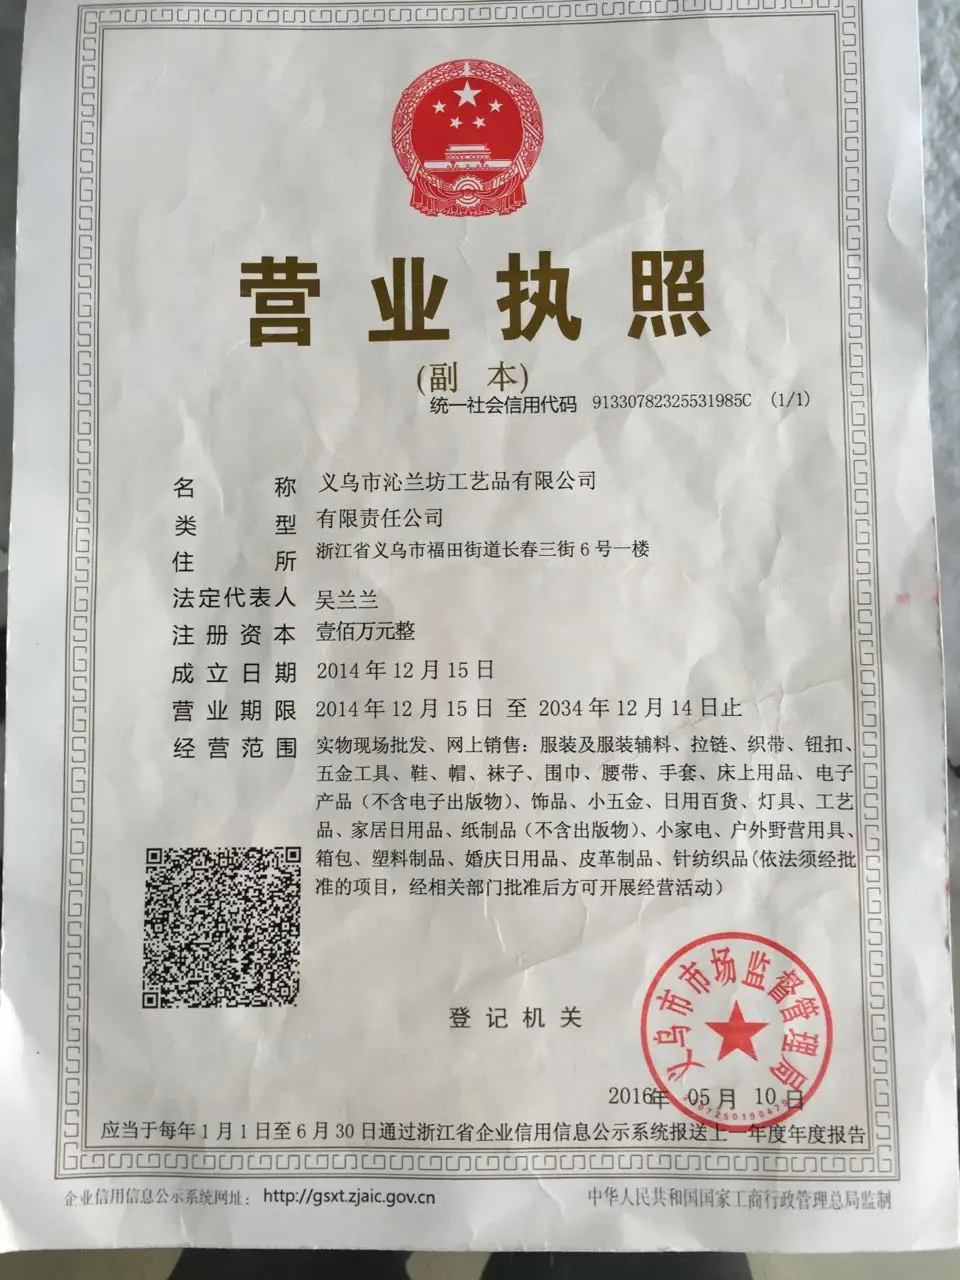 营业执照
(副 本)
统一社会信用代码 91330782325531985C (1/1)
名称 义乌市沁兰坊工艺品有限公司
类型 有限责任公司
住所 浙江省义乌市福田街道长春三街6号一楼
法定代表人 吴兰兰
注册资本 壹佰万元整
成立日期 2014年12月15日
营业期限 2014年12月15日 至 2034年12月14日止
经营范围 实物现场批发、网上销售：服装及服装辅料、拉链、织带、钮扣、
五金工具、鞋、帽、袜子、围巾、腰带、手套、床上用品、电子
产品（不含电子出版物）、饰品、小五金、日用百货、灯具、工艺
品、家居日用品、纸制品（不含出版物）、小家电、户外野营用具、
箱包、塑料制品、婚庆日用品、皮革制品、针纺织品(依法须经批
准的项目，经相关部门批准后方可开展经营活动）
登记机关
义乌市市场监督管理局
2016年 05月 10日
应当于每年1月1日至6月30日通过浙江省企业信用信息公示系统报送上一年度年度报告
企业信用信息公示系统网址： http://gsxt.zjaic.gov.cn
中华人民共和国国家工商行政管理总局监制